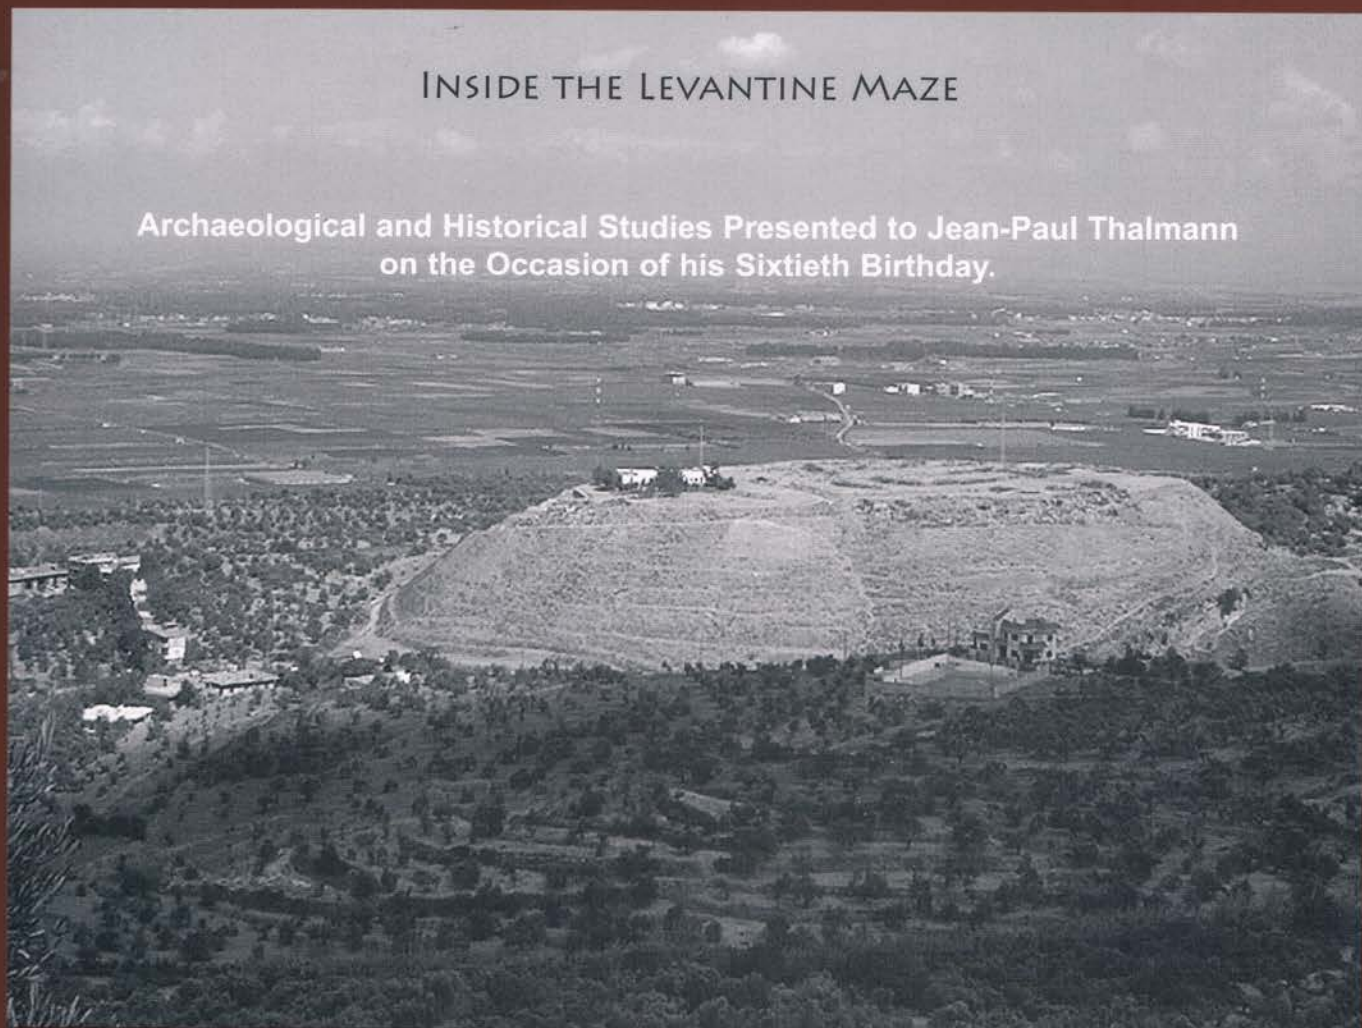 INSIDE THE LEVANTINE MAZE
Archaeological and Historical Studies Presented to Jean-Paul Thalmann
on the Occasion of his Sixtieth Birthday.